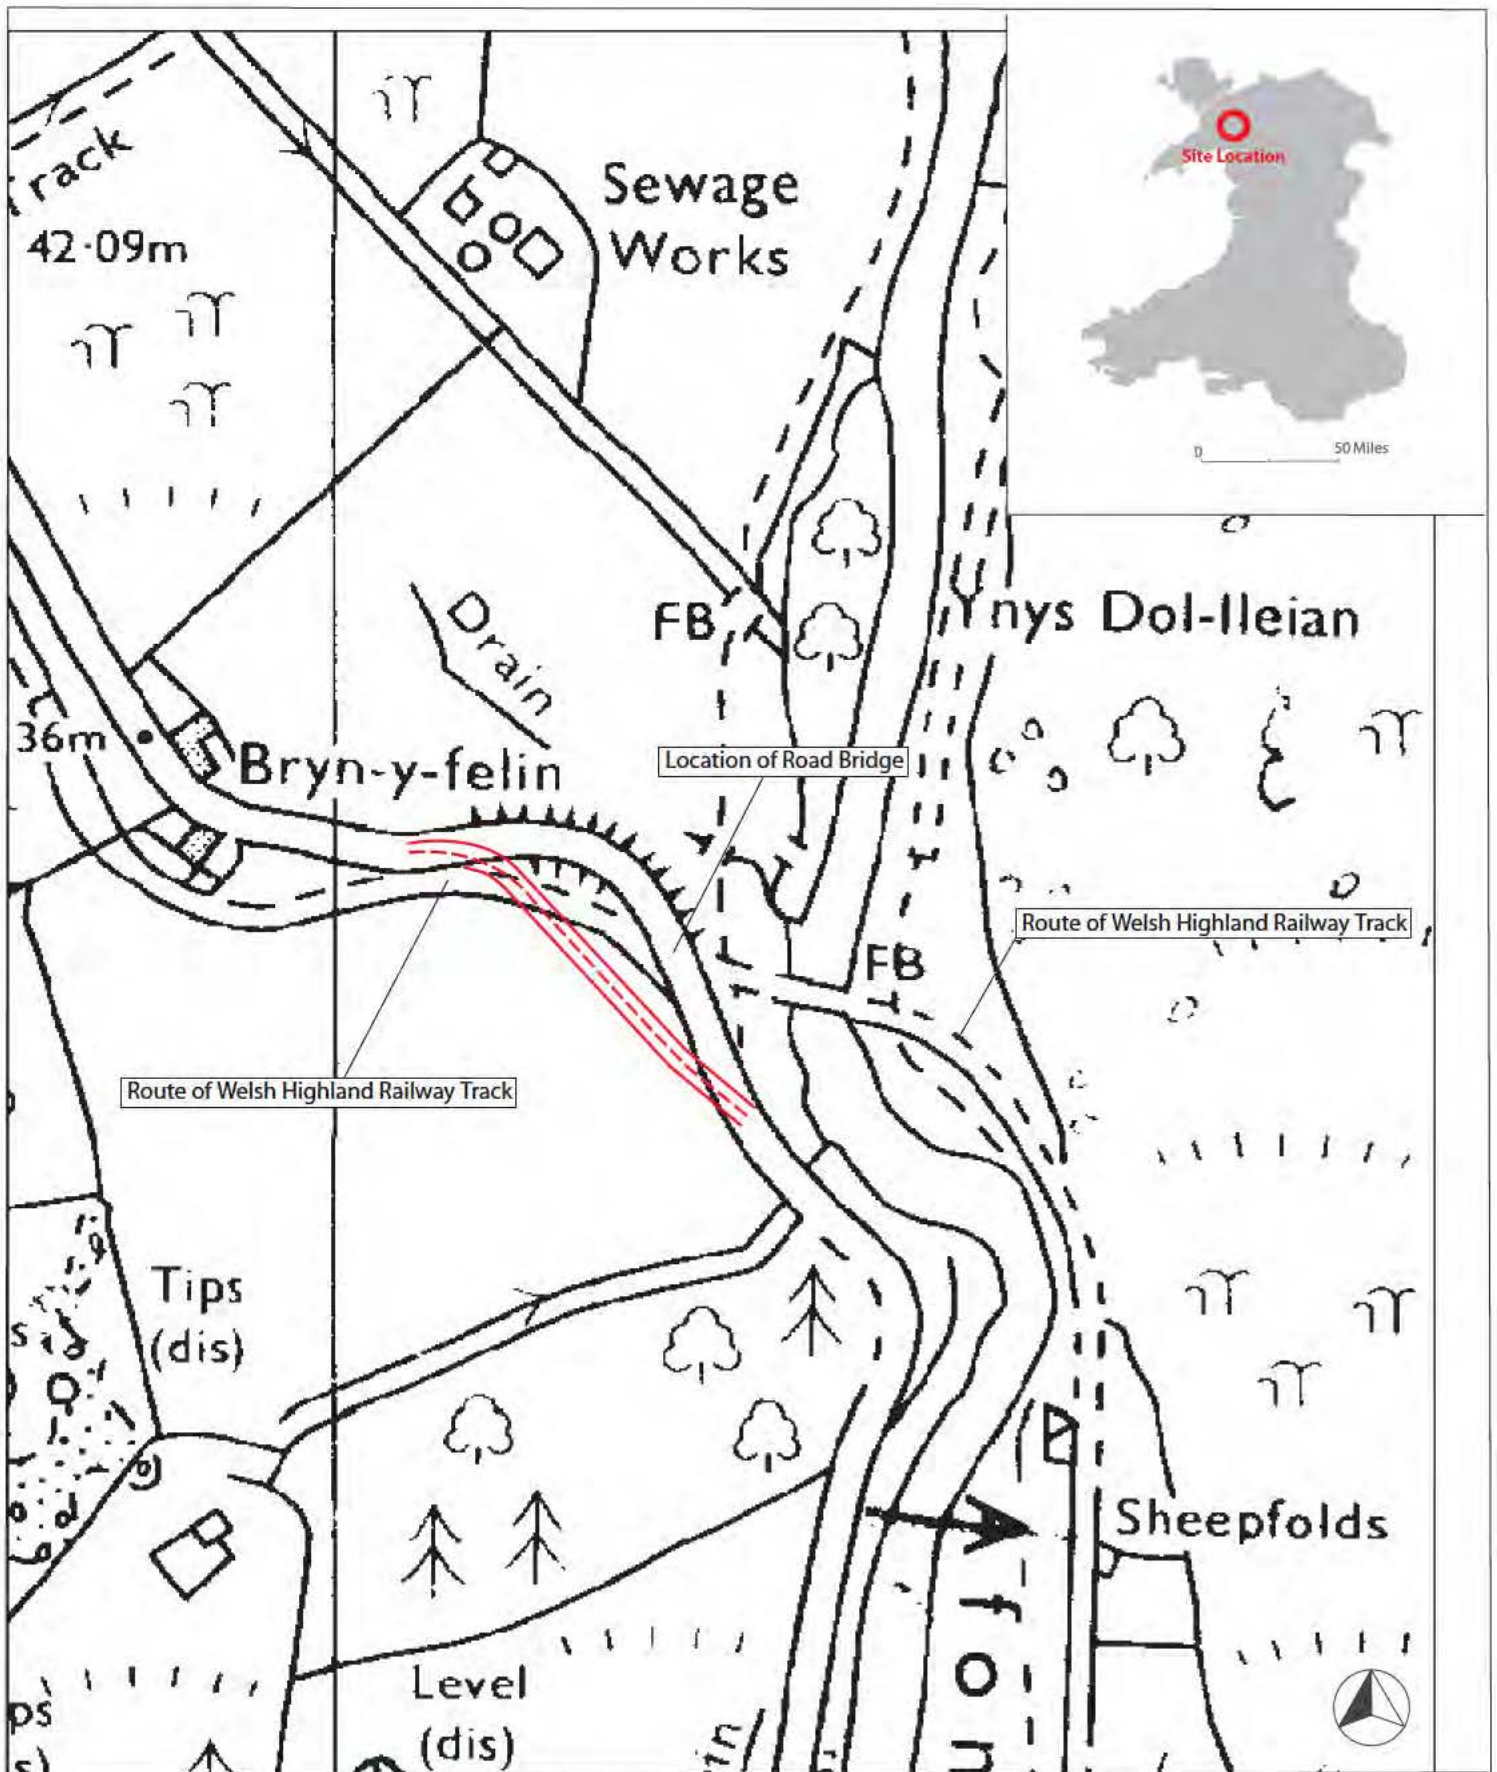 Site Location
0 50 Miles
Track
42·09m
Sewage
Works
Drain
FB
Ynys Dol-lleian
36m
Bryn-y-felin
Location of Road Bridge
FB
Route of Welsh Highland Railway Track
Route of Welsh Highland Railway Track
Tips
(dis)
Sheepfolds
Afon
Level
(dis)